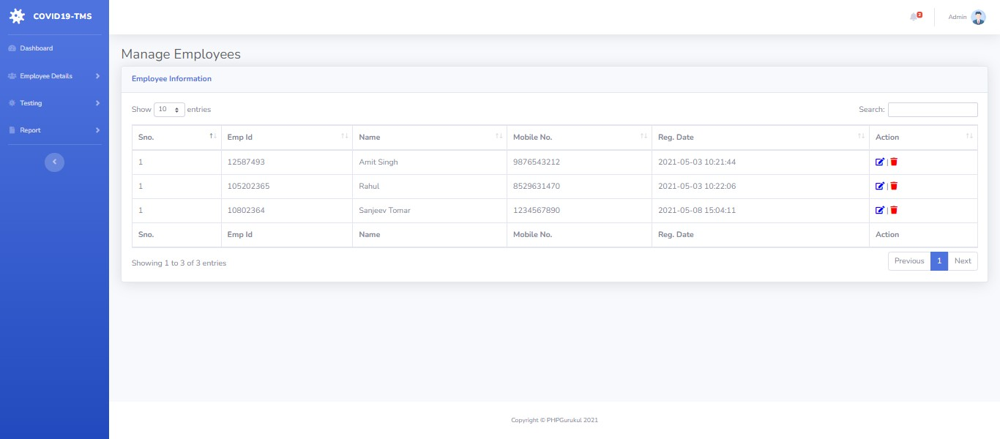 COVID19-TMS
2
Admin
Dashboard
Employee Details
Testing
Report
Manage Employees
Employee Information
Show 10 entries
Search:
Sno. Emp Id Name Mobile No. Reg. Date Action
1 12587493 Amit Singh 9876543212 2021-05-03 10:21:44 |
1 105202365 Rahul 8529631470 2021-05-03 10:22:06 |
1 10802364 Sanjeev Tomar 1234567890 2021-05-08 15:04:11 |
Sno. Emp Id Name Mobile No. Reg. Date Action
Showing 1 to 3 of 3 entries
Previous 1 Next
Copyright © PHPGurukul 2021